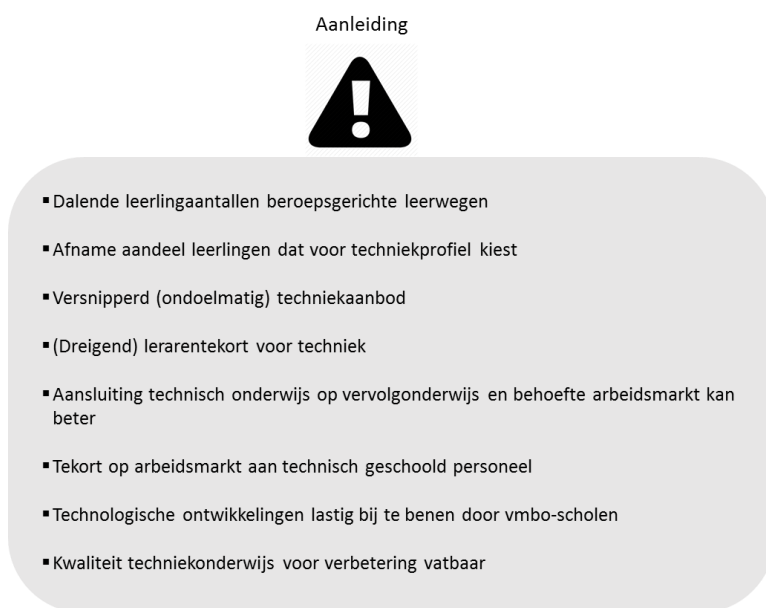 Aanleiding
▪Dalende leerlingaantallen beroepsgerichte leerwegen
▪Afname aandeel leerlingen dat voor techniekprofiel kiest
▪Versnipperd (ondoelmatig) techniekaanbod
▪(Dreigend) lerarentekort voor techniek
▪Aansluiting technisch onderwijs op vervolgonderwijs en behoefte arbeidsmarkt kan
beter
▪Tekort op arbeidsmarkt aan technisch geschoold personeel
▪Technologische ontwikkelingen lastig bij te benen door vmbo-scholen
▪Kwaliteit techniekonderwijs voor verbetering vatbaar